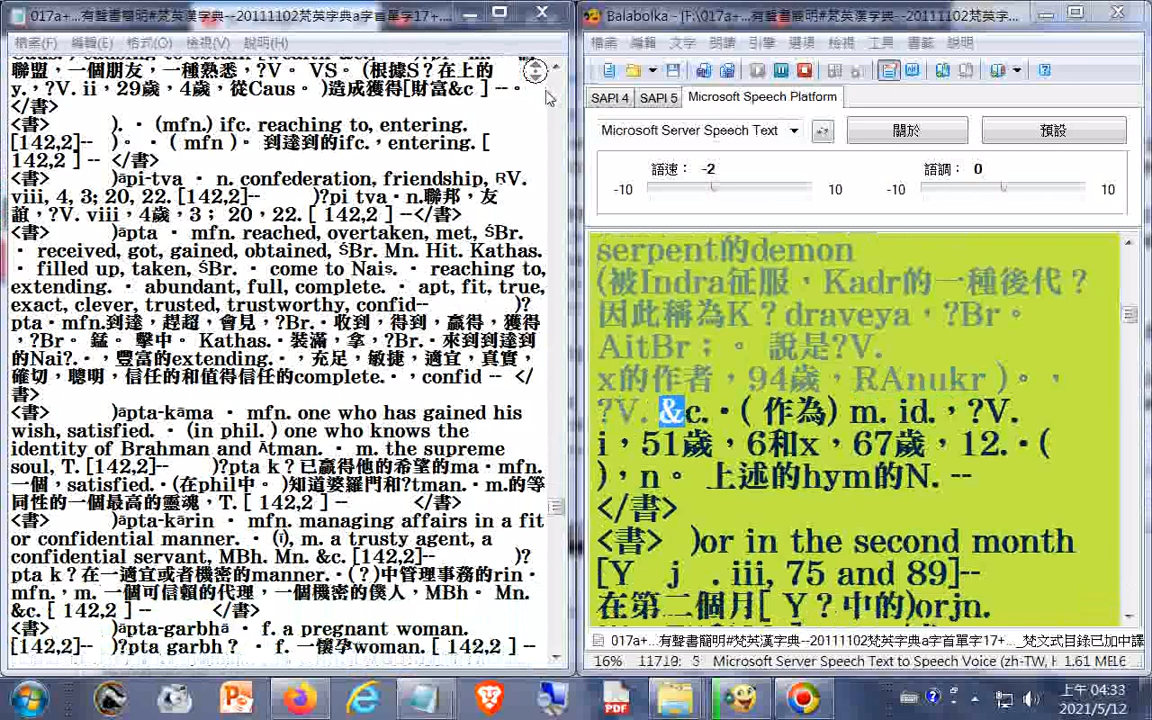 017a+...有聲書簡明#梵英漢字典--20111102梵英字典a字首單字17+...
檔案(F) 編輯(E) 格式(O) 檢視(V) 說明(H)
聯盟，一個朋友，一種熟悉，?V。 VS。 (根據S？在上的
y.，?V. ii，29歲，4歲，從Caus。 )造成獲得[財富&c ] --。
</書>
<書> ). ‧ (mfn.) ifc. reaching to, entering.
[142,2]-- )。 ‧ ( mfn )。 到達到的ifc.，entering. [
142,2 ] -- </書>
<書> )āpi-tva ‧ n. confederation, friendship, RV.
viii, 4, 3; 20, 22. [142,2]-- )?pi tva ‧ n.聯邦，友
誼，?V. viii，4歲，3； 20，22. [ 142,2 ] --</書>
<書> )āpta ‧ mfn. reached, overtaken, met, ŚBr.
‧ received, got, gained, obtained, ŚBr. Mn. Hit. Kathas.
‧ filled up, taken, ŚBr. ‧ come to Nais. ‧ reaching to,
extending. ‧ abundant, full, complete. ‧ apt, fit, true,
exact, clever, trusted, trustworthy, confid-- )?
pta ‧ mfn.到達，趕超，會見，?Br.‧收到，得到，贏得，獲得
，?Br。 錳。 擊中。 Kathas.‧裝滿，拿，?Br.‧來到到達到
的Nai?.‧，豐富的extending.‧，充足，敏捷，適宜，真實，
確切，聰明，信任的和值得信任的complete.‧，confid --</
書>
<書> )āpta-kāma ‧ mfn. one who has gained his
wish, satisfied. ‧ (in phil. ) one who knows the
identity of Brahman and Ātman. ‧ m. the supreme
soul, T. [142,2]-- )?pta k？已贏得他的希望的ma‧mfn.
一個，satisfied.‧(在phil中。 )知道婆羅門和?tman.‧m.的等
同性的一個最高的靈魂，T. [ 142,2 ] -- </書>
<書> )āpta-kārin ‧ mfn. managing affairs in a fit
or confidential manner. ‧ (ī), m. a trusty agent, a
confidential servant, MBh. Mn. &c. [142,2]-- )?
pta k？在一適宜或者機密的manner.‧(？)中管理事務的rin‧
mfn.，m. 一個可信賴的代理，一個機密的僕人，MBh。 Mn.
&c. [ 142,2 ] -- </書>
<書> )āpta-garbhā ‧ f. a pregnant woman.
[142,2]-- )?pta garbh？ ‧ f. 一懷孕woman. [ 142,2 ] --
Balabolka - [F:\017a+...有聲書簡明#梵英漢字典--20111102梵英字典...
檔案 編輯 文字 朗讀 引擎 選項 檢視 工具 書籤 說明
SAPI 4 SAPI 5 Microsoft Speech Platform
Microsoft Server Speech Text 關於 預設
語速： -2 語調： 0
-10 10 -10 10
serpent的demon
(被Indra征服，Kadr的一種後代？
因此稱為K？draveya，?Br。
AitBr；。 說是?V.
x的作者，94歲，RAnukr )。，
?V. &c.‧( 作為) m. id.，?V.
i，51歲，6和x，67歲，12.‧(
)，n。 上述的hym的N. --
</書>
<書> )or in the second month
[Y j . iii, 75 and 89]--
在第二個月[ Y？中的)orjn.
017a+...有聲書簡明#梵英漢字典--20111102梵英字典a字首單字17+..._梵文式目錄已加中譯
16% 11719: 5 Microsoft Server Speech Text to Speech Voice (zh-TW, H 1.61 МБ
上午 04:33
2021/5/12